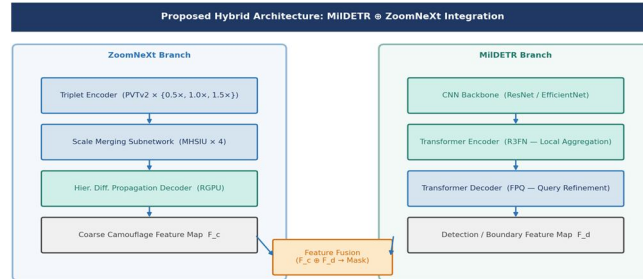 Proposed Hybrid Architecture: MilDETR ⊕ ZoomNeXt Integration
ZoomNeXt Branch
Triplet Encoder (PVTv2 × {0.5×, 1.0×, 1.5×})
Scale Merging Subnetwork (MHSIU × 4)
Hier. Diff. Propagation Decoder (RGPU)
Coarse Camouflage Feature Map F_c
MilDETR Branch
CNN Backbone (ResNet / EfficientNet)
Transformer Encoder (R3FN — Local Aggregation)
Transformer Decoder (FPQ — Query Refinement)
Detection / Boundary Feature Map F_d
Feature Fusion
(F_c ⊕ F_d → Mask)